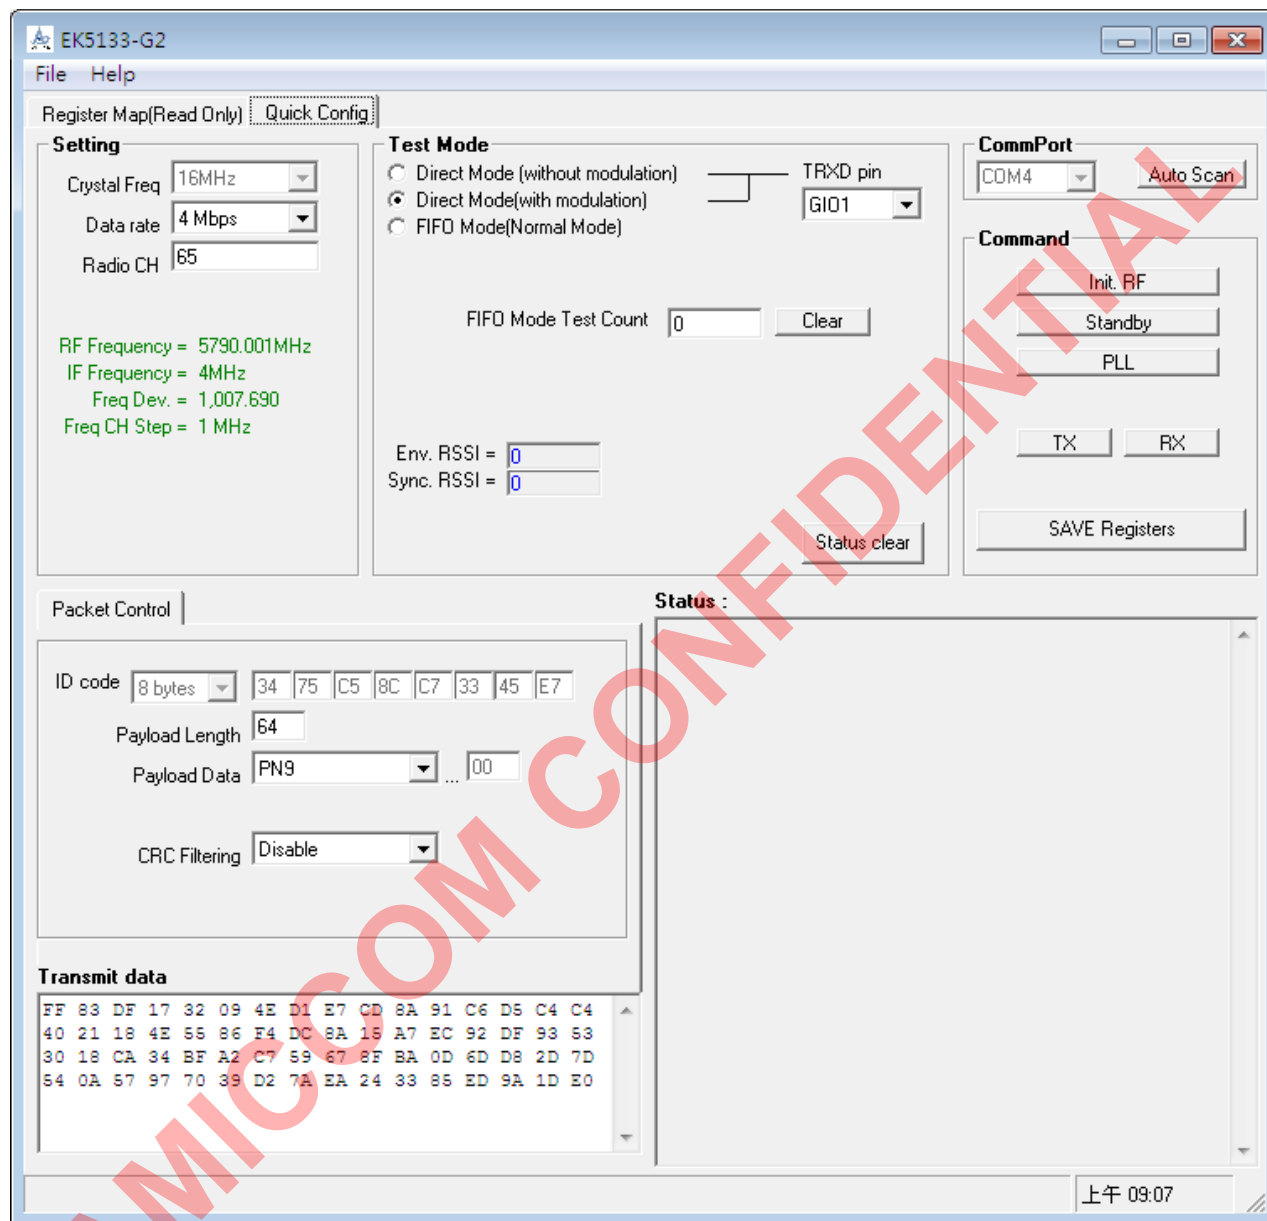 EK5133-G2
File Help
Register Map(Read Only) Quick Config
Setting
Crystal Freq 16MHz
Data rate 4 Mbps
Radio CH 65
RF Frequency = 5790.001MHz
IF Frequency = 4MHz
Freq Dev. = 1,007.690
Freq CH Step = 1 MHz
Test Mode
Direct Mode (without modulation)
Direct Mode(with modulation)
FIFO Mode(Normal Mode)
TRXD pin
GIO1
FIFO Mode Test Count 0 Clear
Env. RSSI = 0
Sync. RSSI = 0
Status clear
CommPort
COM4 Auto Scan
Command
Init. RF
Standby
PLL
TX RX
SAVE Registers
Packet Control
ID code 8 bytes 34 75 C5 8C C7 33 45 E7
Payload Length 64
Payload Data PN9 ... 00
CRC Filtering Disable
Transmit data
FF 83 DF 17 32 09 4E D1 E7 CD 8A 91 C6 D5 C4 C4
40 21 18 4E 55 86 F4 DC 8A 15 A7 EC 92 DF 93 53
30 18 CA 34 BF A2 C7 59 67 8F BA 0D 6D D8 2D 7D
54 0A 57 97 70 39 D2 7A EA 24 33 85 ED 9A 1D E0
Status :
上午 09:07
AMICCOM CONFIDENTIAL